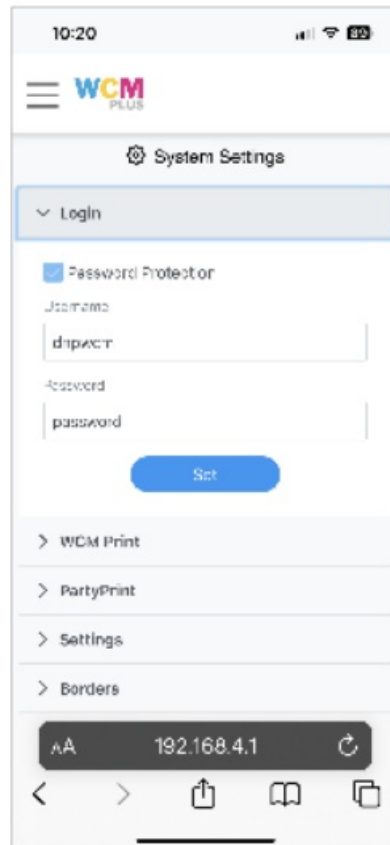 10:20
WCM
PLUS
System Settings
Login
Password Protection
Username
dnpwcm
Password
password
Set
WCM Print
PartyPrint
Settings
Borders
AA 192.168.4.1